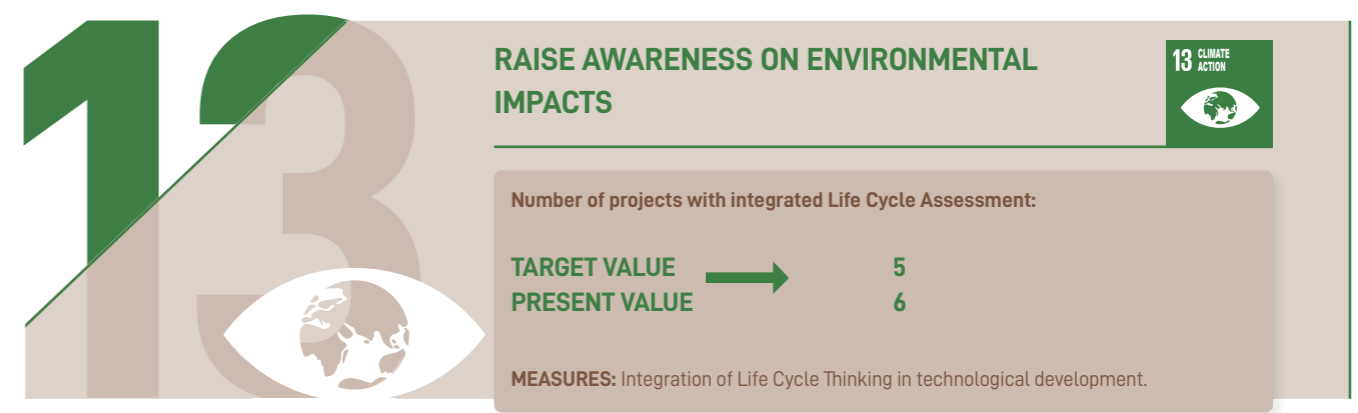 13
RAISE AWARENESS ON ENVIRONMENTAL
IMPACTS
13 CLIMATE
ACTION
Number of projects with integrated Life Cycle Assessment:
TARGET VALUE 5
PRESENT VALUE 6
MEASURES: Integration of Life Cycle Thinking in technological development.